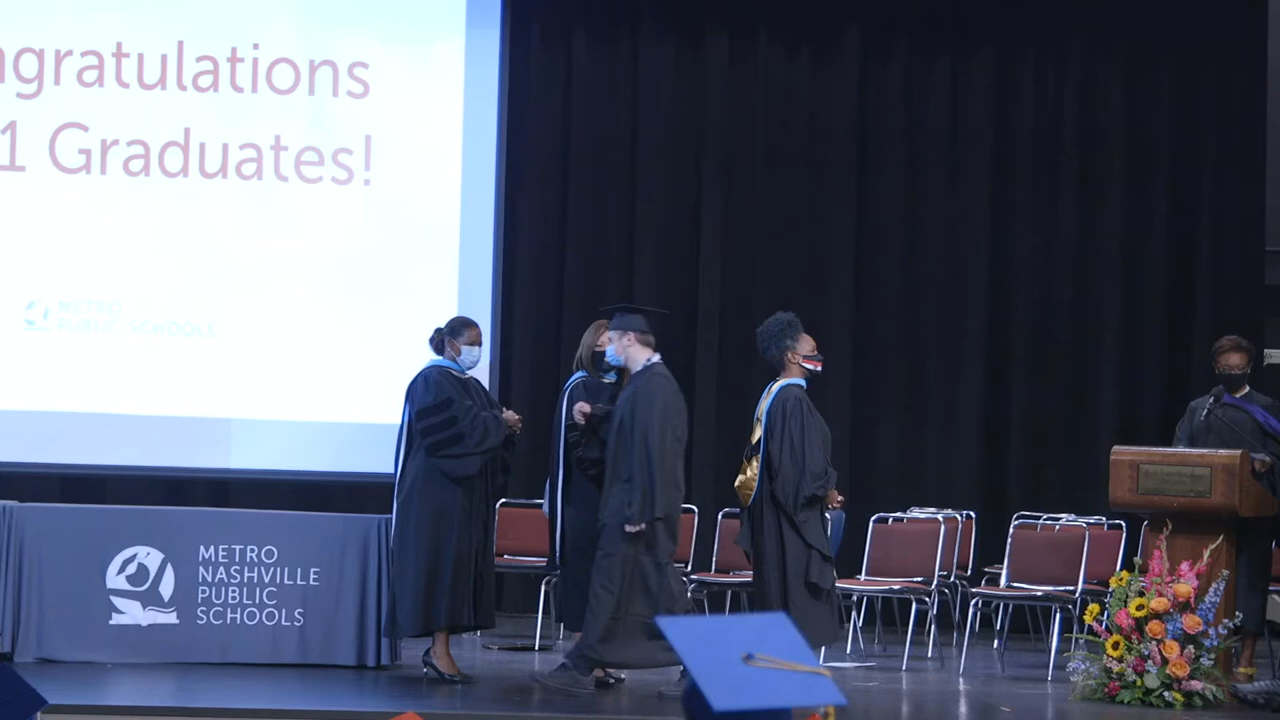 ngratulations
1 Graduates!
METRO
PUBLIC SCHOOLS
METRO
NASHVILLE
PUBLIC
SCHOOLS